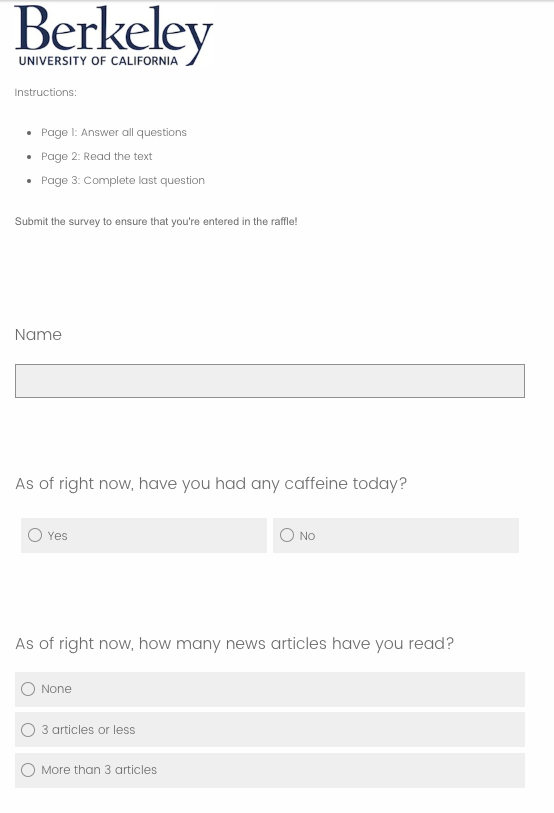 Berkeley
UNIVERSITY OF CALIFORNIA
Instructions:
Page 1: Answer all questions
Page 2: Read the text
Page 3: Complete last question
Submit the survey to ensure that you're entered in the raffle!
Name
As of right now, have you had any caffeine today?
Yes No
As of right now, how many news articles have you read?
None
3 articles or less
More than 3 articles